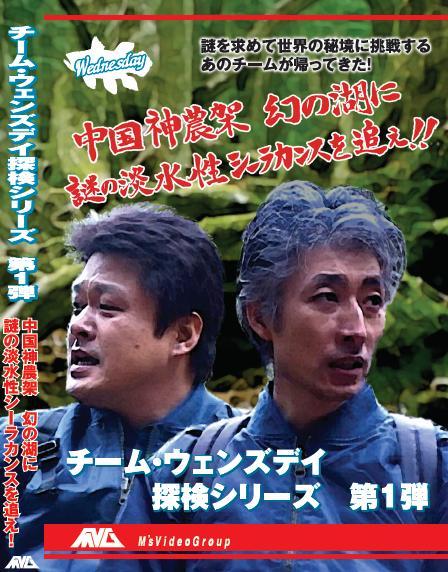 チーム・ウェンズデイ探検シリーズ 第1弾
中国神農架 幻の湖に
謎の淡水性シーラカンスを追え!
MVG
Wednesday
謎を求めて世界の秘境に挑戦する
あのチームが帰ってきた!
中国神農架 幻の湖に
謎の淡水性シーラカンスを追え!!
チーム・ウェンズデイ
探検シリーズ 第1弾
MVG M'sVideoGroup